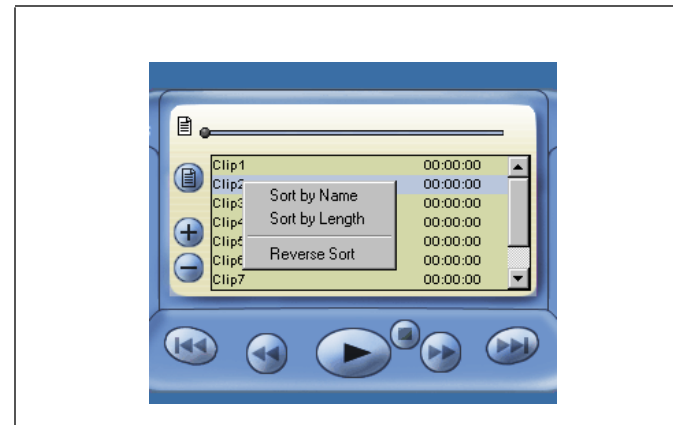 Clip1 00:00:00
Clip2 00:00:00
Clip3 00:00:00
Clip4 00:00:00
Clip5 00:00:00
Clip6 00:00:00
Clip7 00:00:00
Sort by Name
Sort by Length
Reverse Sort